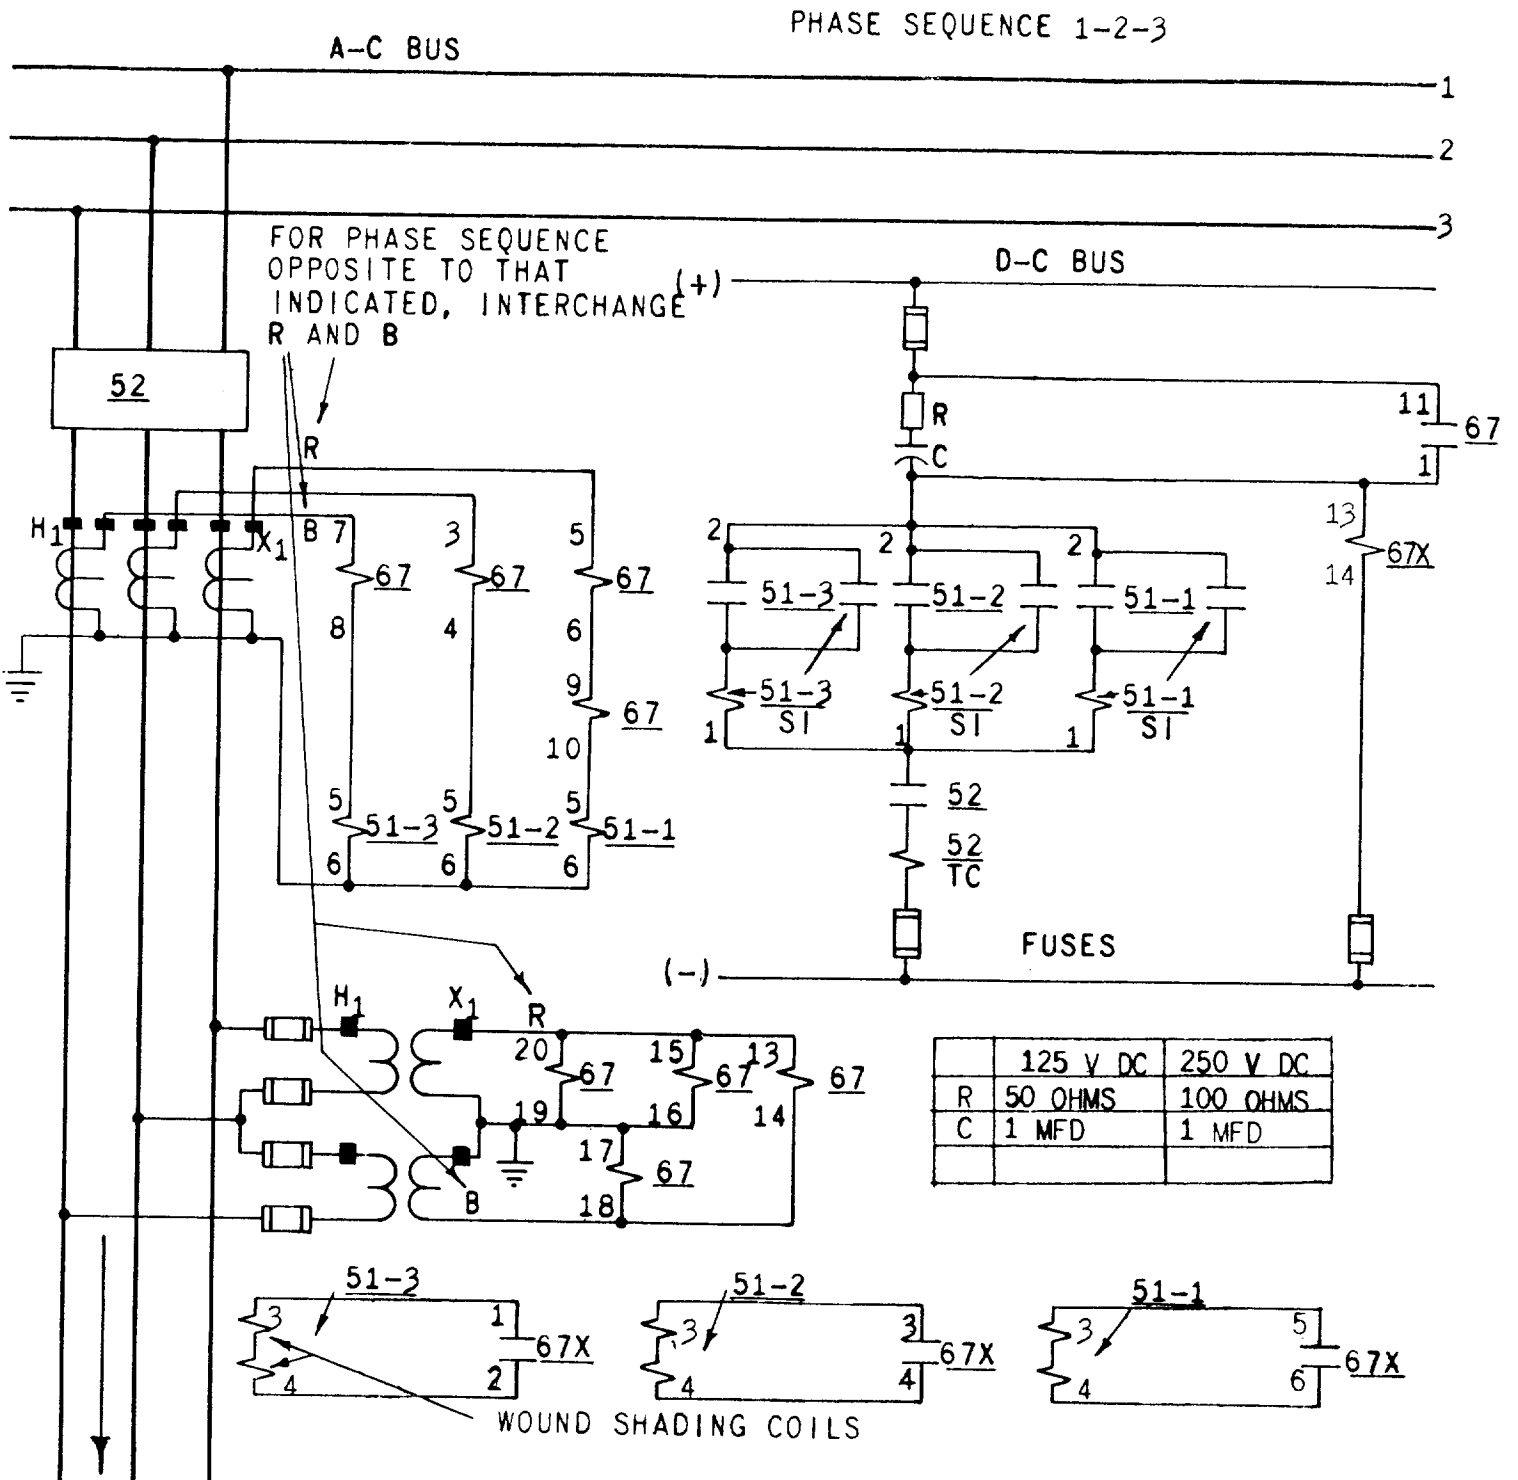 PHASE SEQUENCE 1-2-3
A-C BUS
1
2
3
FOR PHASE SEQUENCE
OPPOSITE TO THAT
INDICATED, INTERCHANGE
R AND B
(+)
D-C BUS
52
R
C
11
67
1
R
B
H1
X1
7
3
5
67
67
67
8
4
6
9
67
10
5
5
5
51-3
51-2
51-1
6
6
6
2
2
2
51-3
51-2
51-1
51-3
SI
51-2
SI
51-1
SI
1
1
1
13
67X
14
52
52
TC
FUSES
(-)
H1
X1
R
20
15
13
67
67
67
19
16
14
17
67
18
B
125 V DC 250 V DC
R 50 OHMS 100 OHMS
C 1 MFD 1 MFD
51-3
3
4
1
67X
2
51-2
3
4
3
67X
4
51-1
3
4
5
67X
6
WOUND SHADING COILS